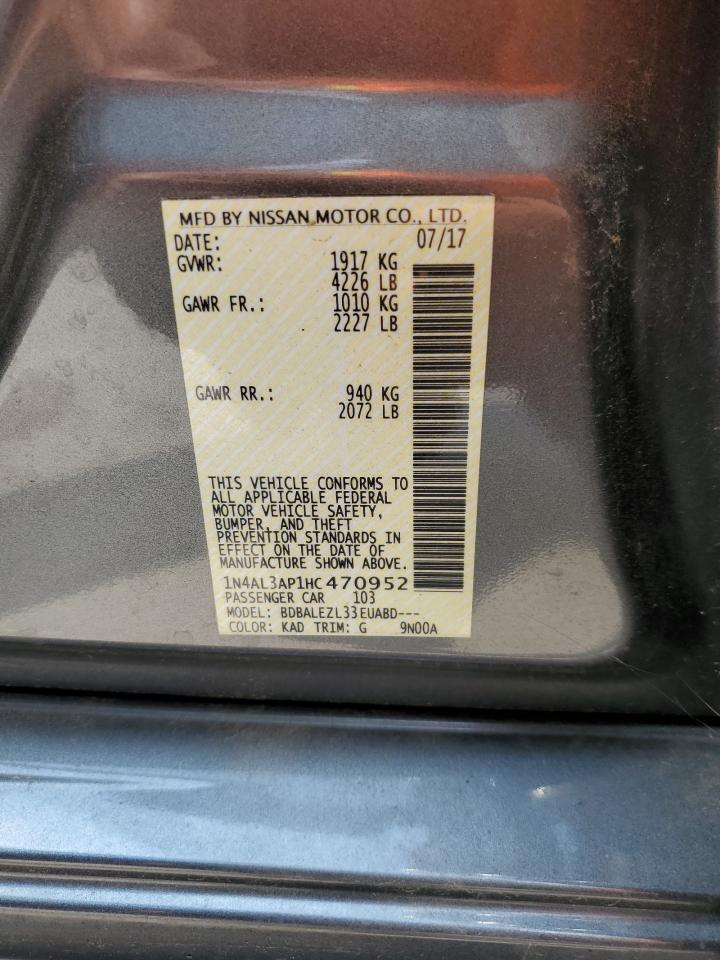 MFD BY NISSAN MOTOR CO., LTD.
DATE: 07/17
GVWR: 1917 KG
4226 LB
GAWR FR.: 1010 KG
2227 LB
GAWR RR.: 940 KG
2072 LB
THIS VEHICLE CONFORMS TO
ALL APPLICABLE FEDERAL
MOTOR VEHICLE SAFETY,
BUMPER, AND THEFT
PREVENTION STANDARDS IN
EFFECT ON THE DATE OF
MANUFACTURE SHOWN ABOVE.
1N4AL3AP1HC470952
PASSENGER CAR 103
MODEL: BDBALEZL33EUABD---
COLOR: KAD TRIM: G 9N00A